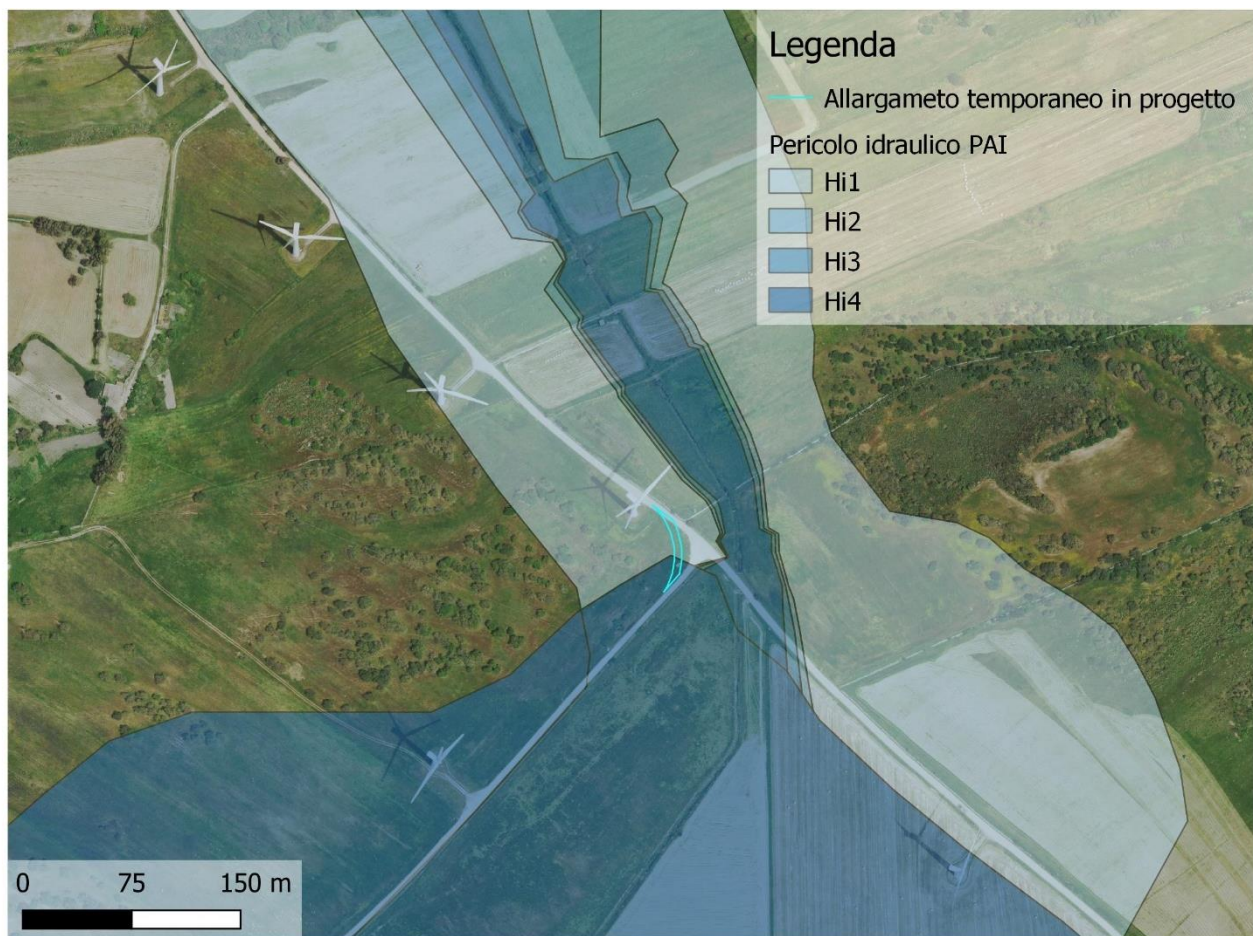 Legenda
Allargameto temporaneo in progetto
Pericolo idraulico PAI
Hi1
Hi2
Hi3
Hi4
0 75 150 m